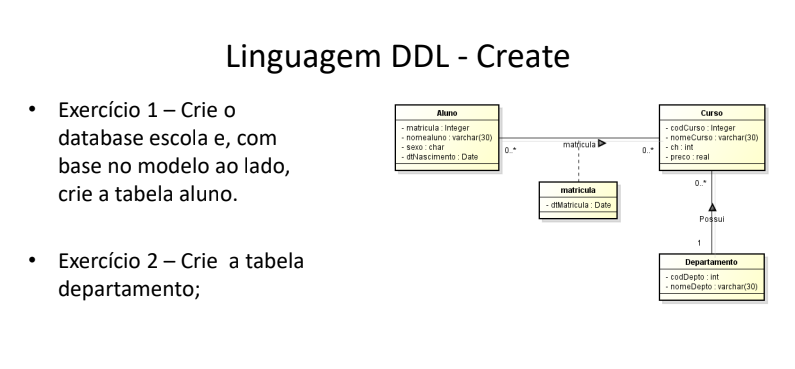 Linguagem DDL - Create
• Exercício 1 – Crie o
database escola e, com
base no modelo ao lado,
crie a tabela aluno.
• Exercício 2 – Crie a tabela
departamento;
Aluno
- matricula : Integer
- nomealuno : varchar(30)
- sexo : char
- dtNascimento : Date
0..*
matricula
0..*
Curso
- codCurso : Integer
- nomeCurso : varchar(30)
- ch : int
- preco : real
matricula
- dtMatricula : Date
0..*
Possui
1
Departamento
- codDepto : int
- nomeDepto : varchar(30)